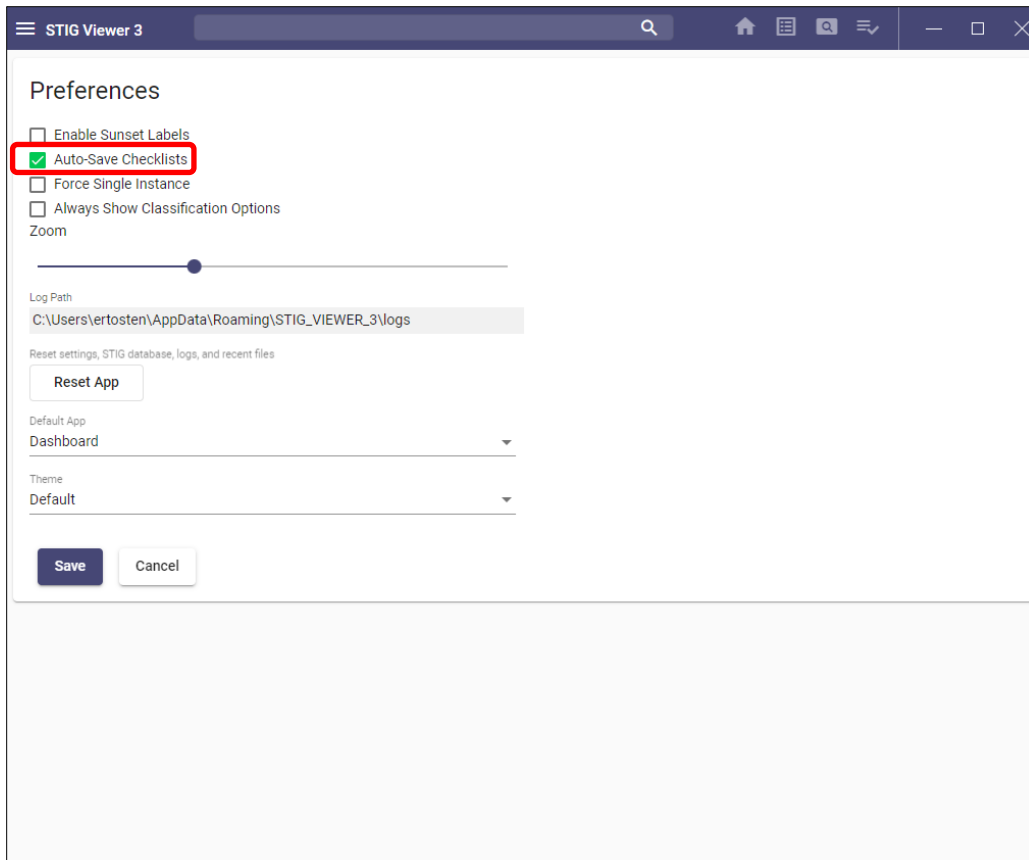 STIG Viewer 3
Preferences
Enable Sunset Labels
Auto-Save Checklists
Force Single Instance
Always Show Classification Options
Zoom
Log Path
C:\Users\ertosten\AppData\Roaming\STIG_VIEWER_3\logs
Reset settings, STIG database, logs, and recent files
Reset App
Default App
Dashboard
Theme
Default
Save Cancel